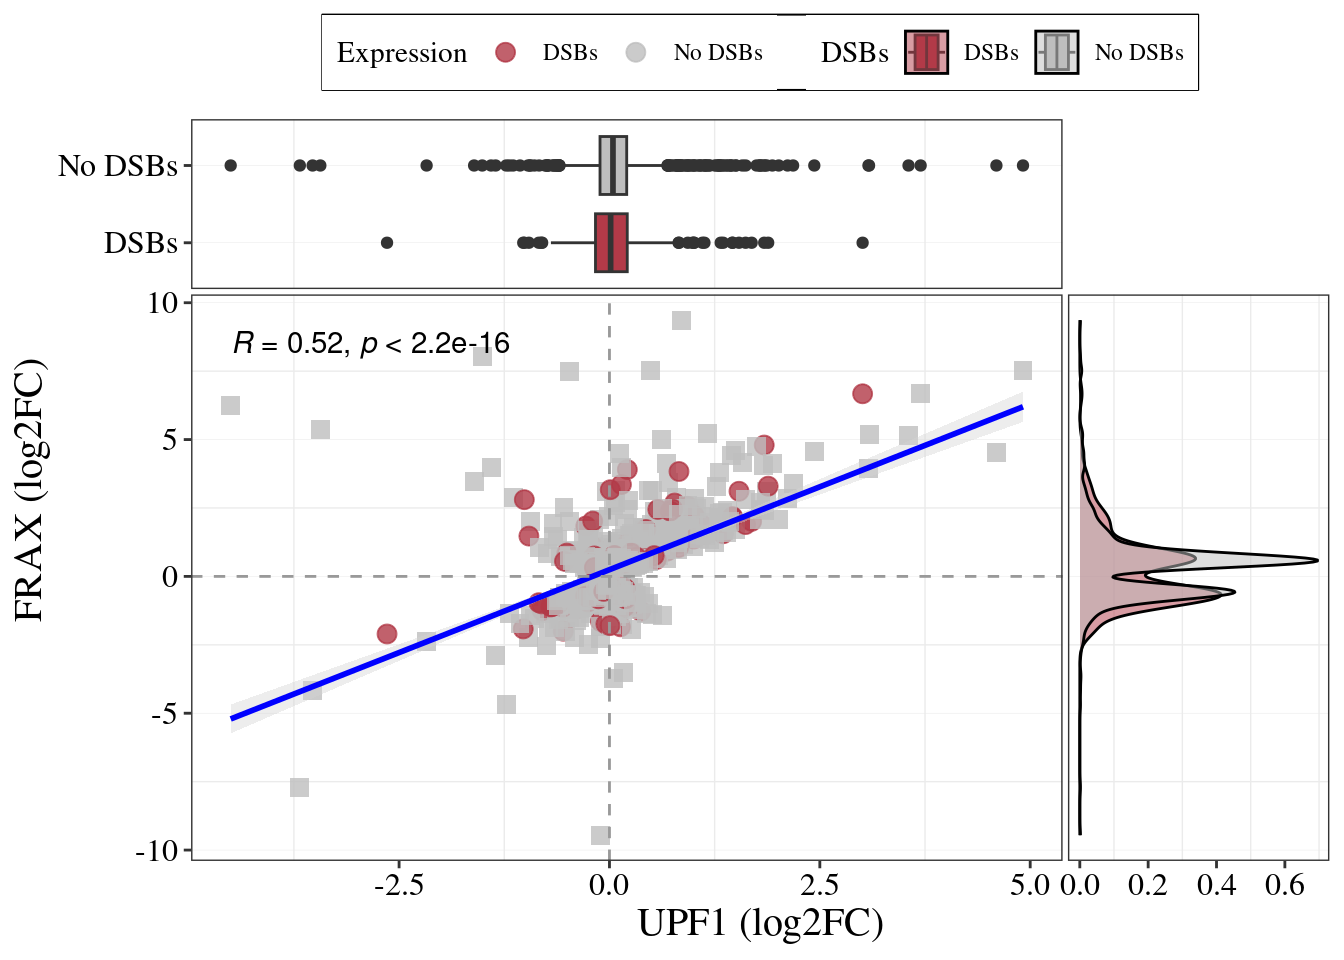 Expression DSBs No DSBs DSBs DSBs No DSBs
No DSBs
DSBs
10
R = 0.52, p < 2.2e-16
5
0
-5
-10
FRAX (log2FC)
-2.5 0.0 2.5 5.0 0.0 0.2 0.4 0.6
UPF1 (log2FC)